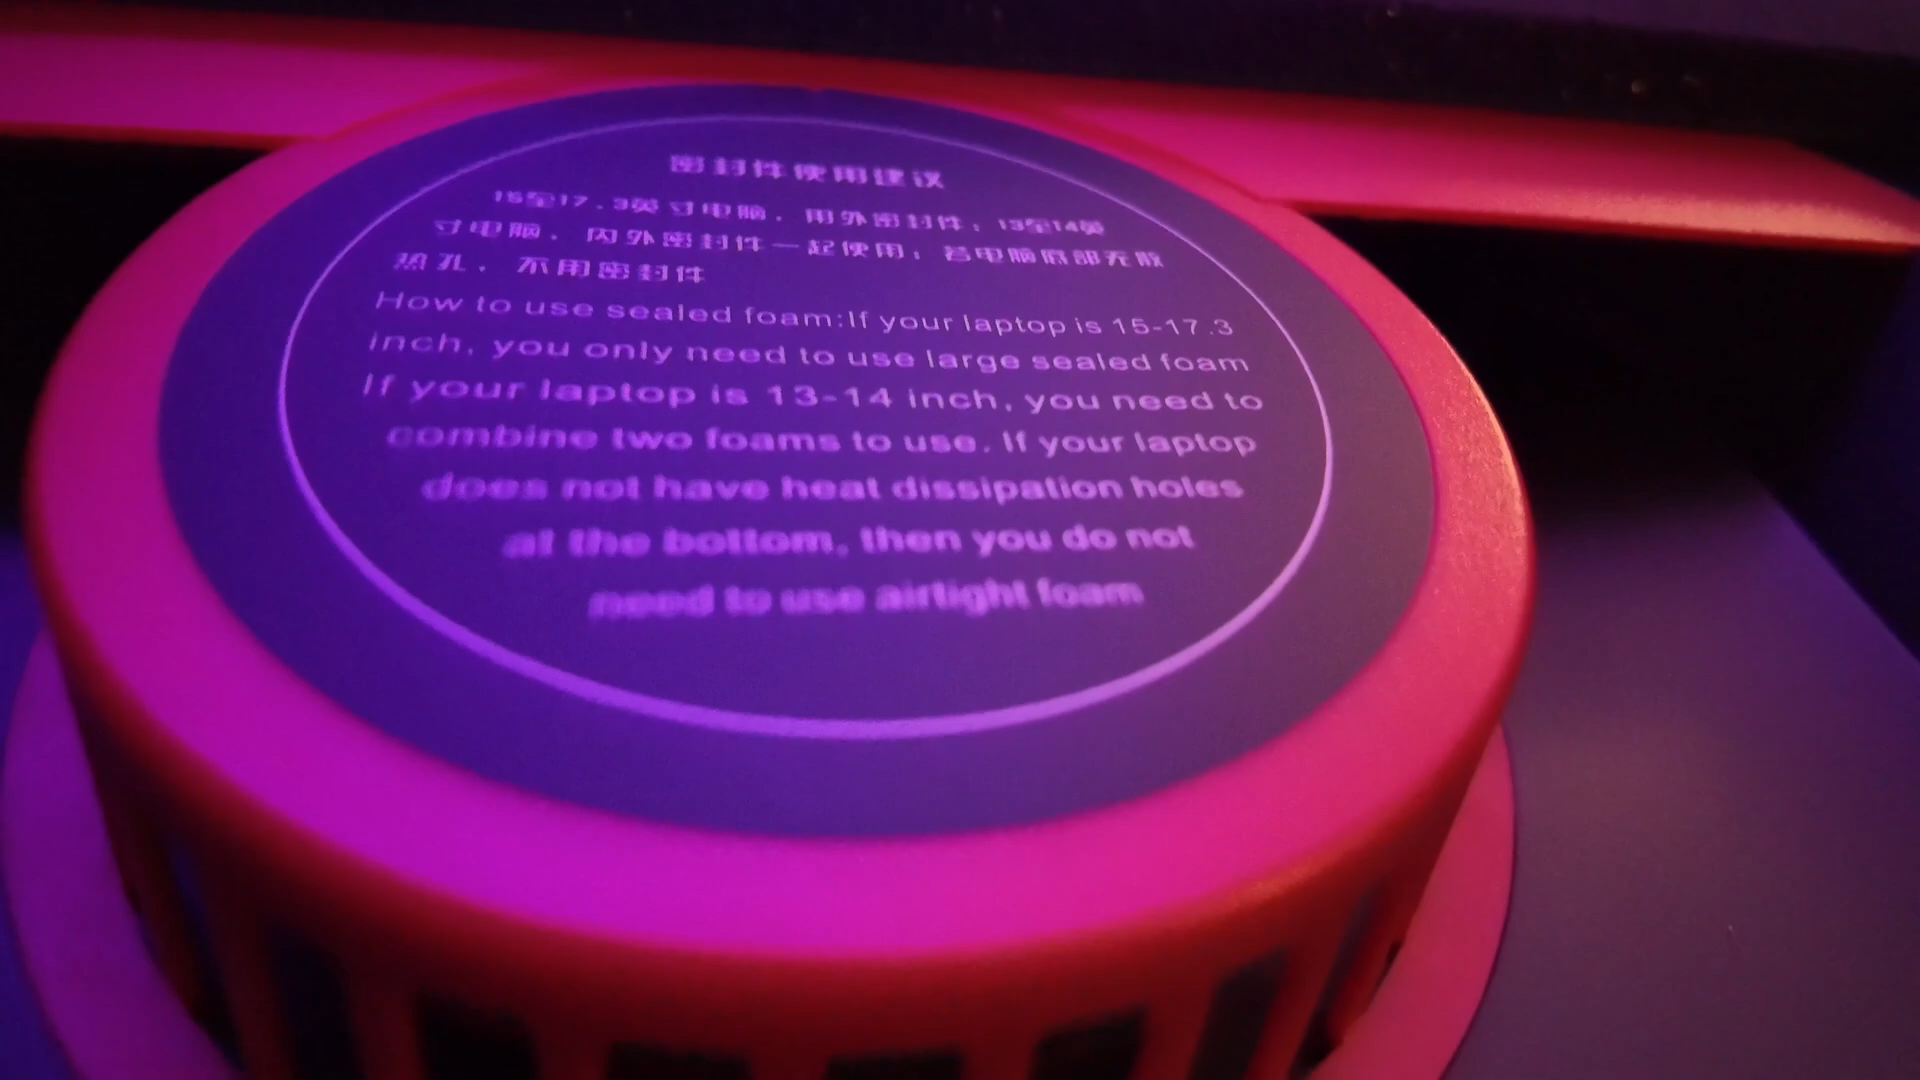 密封件使用建议
15至17.3英寸电脑，用外密封件；13至14英
寸电脑，内外密封件一起使用；若电脑底部无散
热孔，不用密封件
How to use sealed foam:If your laptop is 15-17.3
inch, you only need to use large sealed foam
If your laptop is 13-14 inch, you need to
combine two foams to use. If your laptop
does not have heat dissipation holes
at the bottom, then you do not
need to use airtight foam